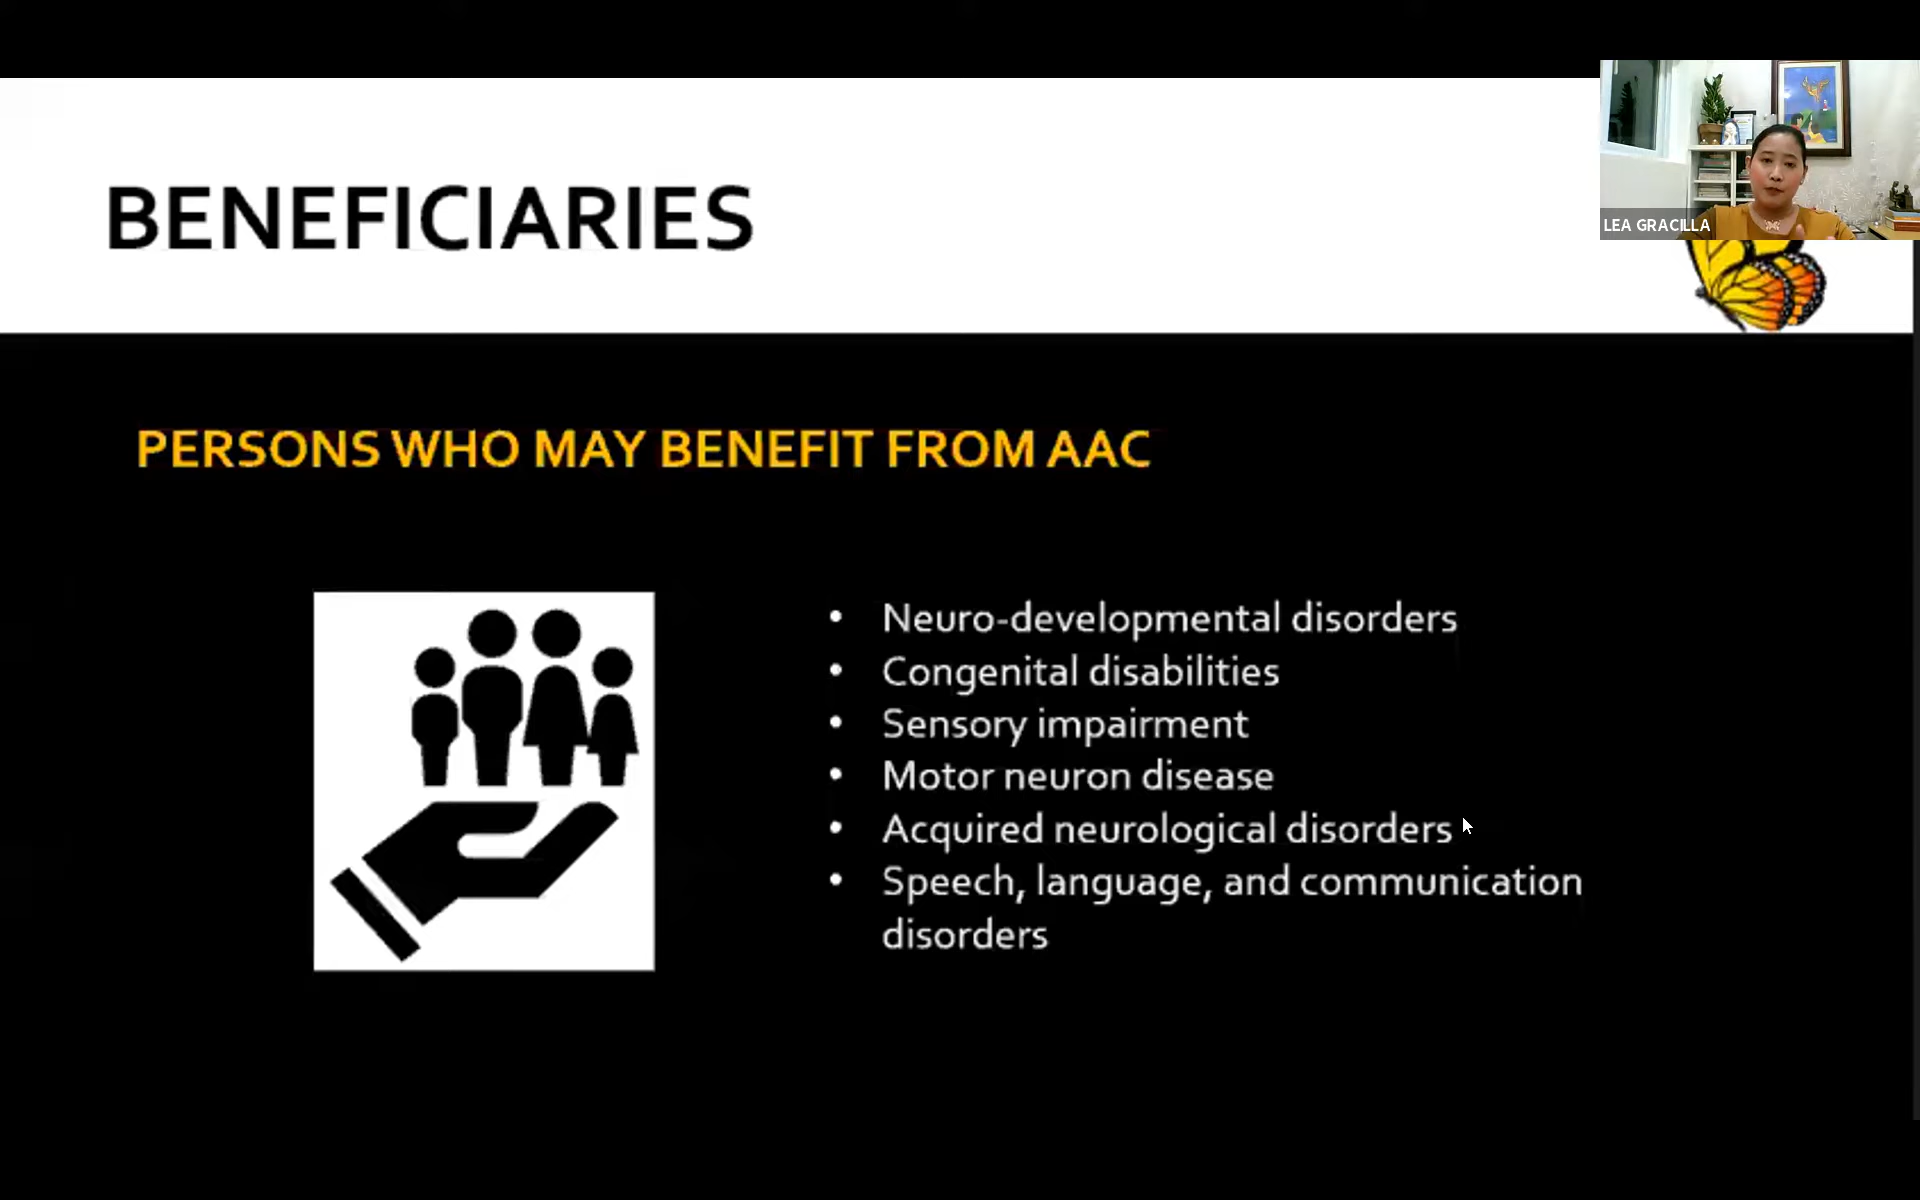 BENEFICIARIES
LEA GRACILLA
PERSONS WHO MAY BENEFIT FROM AAC
• Neuro-developmental disorders
• Congenital disabilities
• Sensory impairment
• Motor neuron disease
• Acquired neurological disorders
• Speech, language, and communication
disorders